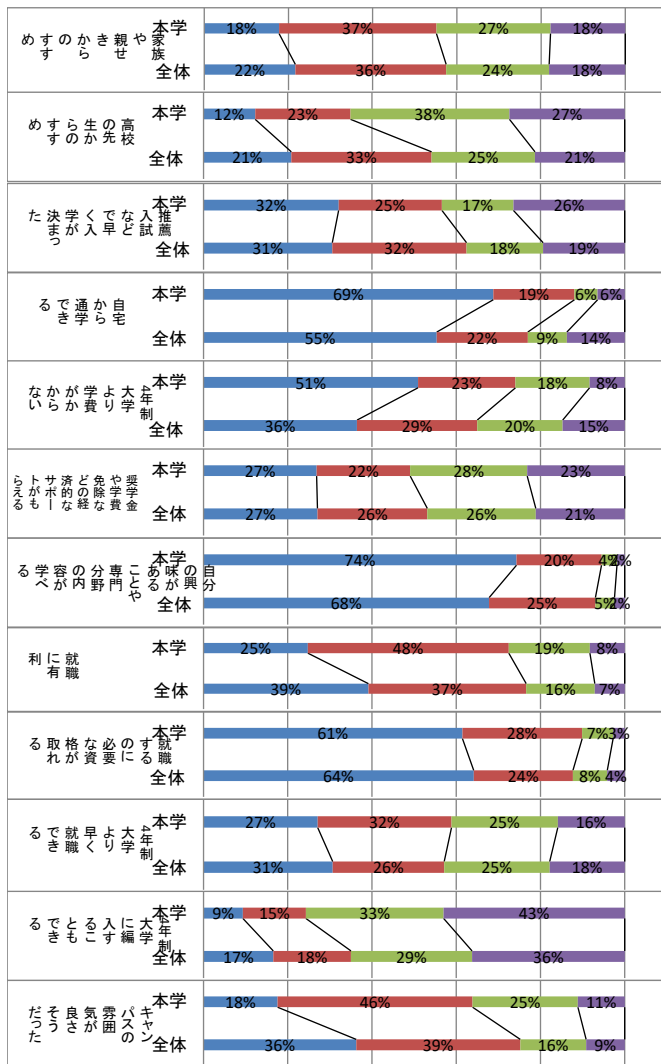 家族や親せきからのすすめ
本学 18% 37% 27% 18%
全体 22% 36% 24% 18%
高校の先生からのすすめ
本学 12% 23% 38% 27%
全体 21% 33% 25% 21%
推薦入試などで早く入学が決まった
本学 32% 25% 17% 26%
全体 31% 32% 18% 19%
自宅から通学できる
本学 69% 19% 6% 6%
全体 55% 22% 9% 14%
4年制大学より学費がかからない
本学 51% 23% 18% 8%
全体 36% 29% 20% 15%
奨学金や学費免除などの経済的なサポートがもらえる
本学 27% 22% 28% 23%
全体 27% 26% 26% 21%
自分の興味があることや専門分野の内容が学べる
本学 74% 20% 4%
全体 68% 25% 5% 2%
就職に有利
本学 25% 48% 19% 8%
全体 39% 37% 16% 7%
就職するのに必要な資格が取れる
本学 61% 28% 7% 3%
全体 64% 24% 8% 4%
4年制大学より早く就職できる
本学 27% 32% 25% 16%
全体 31% 26% 25% 18%
4年制大学に編入することもできる
本学 9% 15% 33% 43%
全体 17% 18% 29% 36%
キャンパスの雰囲気が良さそうだった
本学 18% 46% 25% 11%
全体 36% 39% 16% 9%